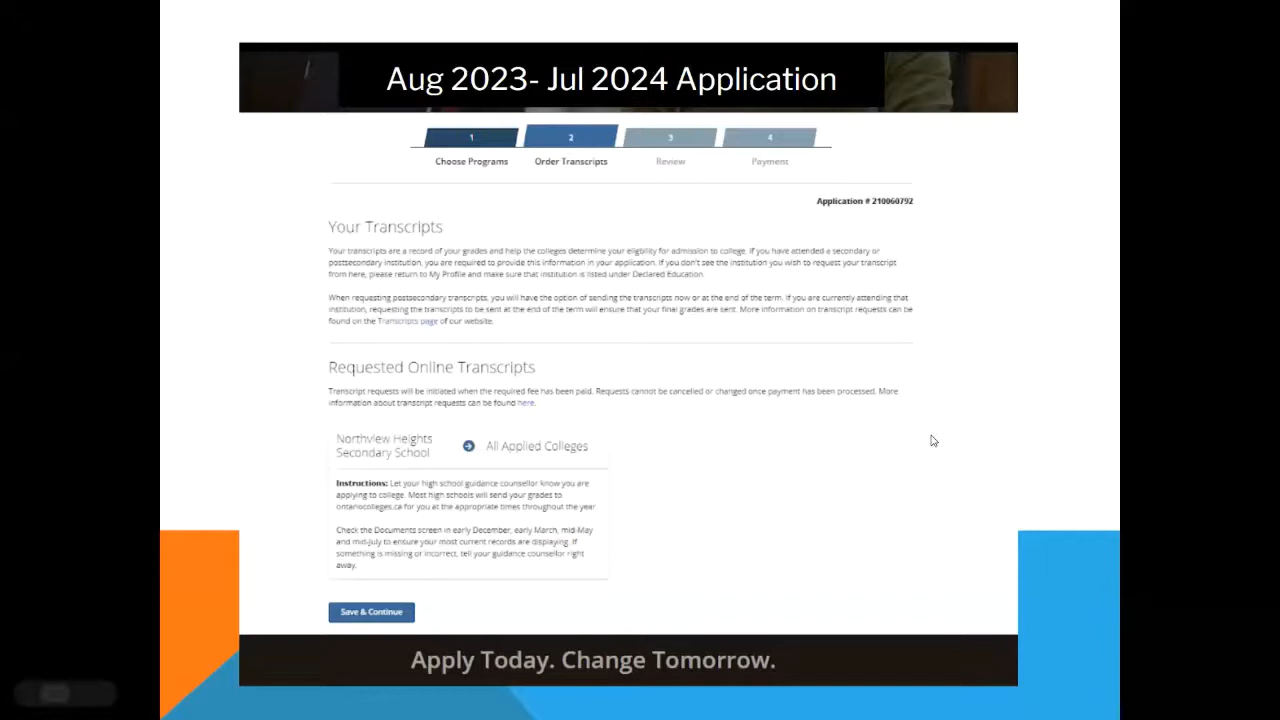 Aug 2023- Jul 2024 Application
1
2
3
4
Choose Programs
Order Transcripts
Review
Payment
Application # 210060792
Your Transcripts
Your transcripts are a record of your grades and help the colleges determine your eligibility for admission to college. If you have attended a secondary or
postsecondary institution, you are required to provide this information in your application. If you don't see the institution you wish to request your transcript
from here, please return to My Profile and make sure that institution is listed under Declared Education.
When requesting postsecondary transcripts, you will have the option of sending the transcripts now or at the end of the term. If you are currently attending that
institution, requesting the transcripts to be sent at the end of the term will ensure that your final grades are sent. More information on transcript requests can be
found on the Transcripts page of our website.
Requested Online Transcripts
Transcript requests will be initiated when the required fee has been paid. Requests cannot be cancelled or changed once payment has been processed. More
information about transcript requests can be found here.
Northview Heights
Secondary School
All Applied Colleges
Instructions: Let your high school guidance counsellor know you are
applying to college. Most high schools will send your grades to
ontariocolleges.ca for you at the appropriate times throughout the year
Check the Documents screen in early December, early March, mid-May
and mid-July to ensure your most current records are displaying. If
something is missing or incorrect, tell your guidance counsellor right
away.
Save & Continue
Apply Today. Change Tomorrow.